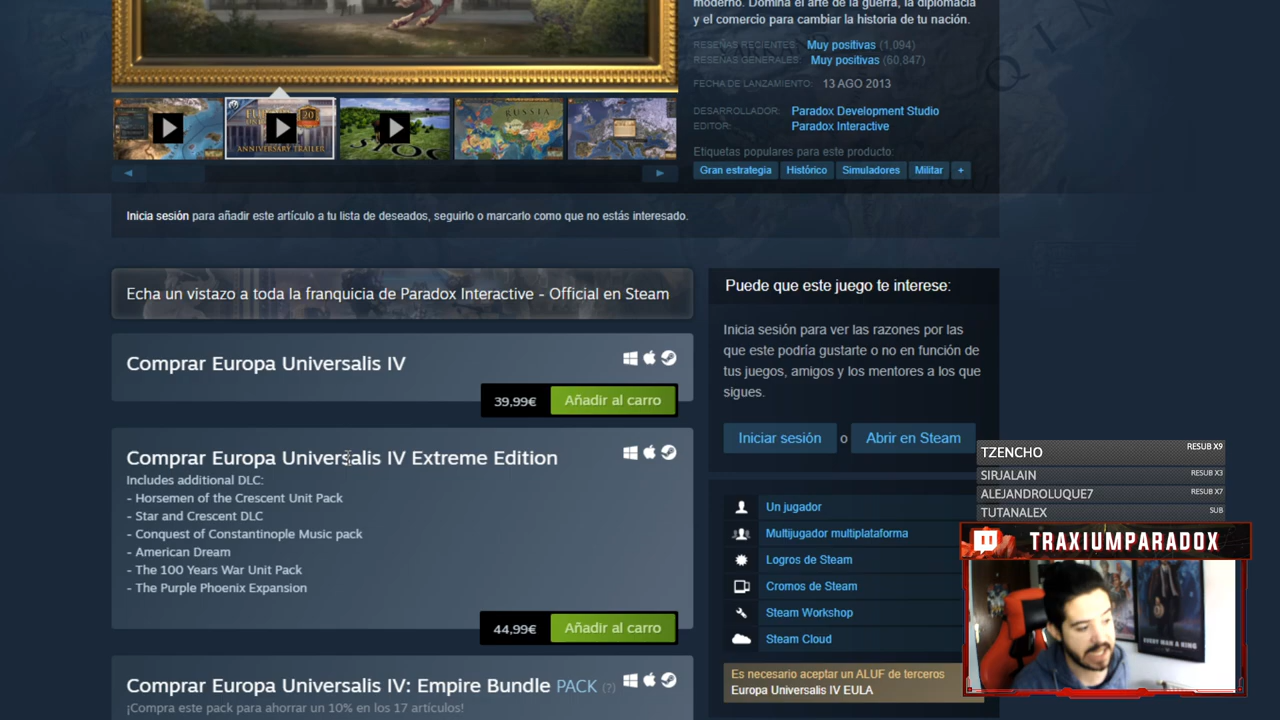 moderno. Domina el arte de la guerra, la diplomacia
y el comercio para cambiar la historia de tu nación.
RESEÑAS RECIENTES: Muy positivas (1,094)
RESEÑAS GENERALES: Muy positivas (60,847)
FECHA DE LANZAMIENTO: 13 AGO 2013
DESARROLLADOR: Paradox Development Studio
EDITOR: Paradox Interactive
Etiquetas populares para este producto:
Gran estrategia Histórico Simuladores Militar +
20
ANNIVERSARY TRAILER
RUSSIA
Inicia sesión para añadir este artículo a tu lista de deseados, seguirlo o marcarlo como que no estás interesado.
Echa un vistazo a toda la franquicia de Paradox Interactive - Official en Steam
Comprar Europa Universalis IV
39,99€ Añadir al carro
Comprar Europa Universalis IV Extreme Edition
Includes additional DLC:
- Horsemen of the Crescent Unit Pack
- Star and Crescent DLC
- Conquest of Constantinople Music pack
- American Dream
- The 100 Years War Unit Pack
- The Purple Phoenix Expansion
44,99€ Añadir al carro
Comprar Europa Universalis IV: Empire Bundle PACK (?)
¡Compra este pack para ahorrar un 10% en los 17 artículos!
Puede que este juego te interese:
Inicia sesión para ver las razones por las
que este podría gustarte o no en función de
tus juegos, amigos y los mentores a los que
sigues.
Iniciar sesión o Abrir en Steam
Un jugador
Multijugador multiplataforma
Logros de Steam
Cromos de Steam
Steam Workshop
Steam Cloud
Es necesario aceptar un ALUF de terceros
Europa Universalis IV EULA
TZENCHO RESUB X9
SIRJALAIN RESUB X3
ALEJANDROLUQUE7 RESUB X7
TUTANALEX SUB
TRAXIUMPARADOX
EVERY MAN A KING